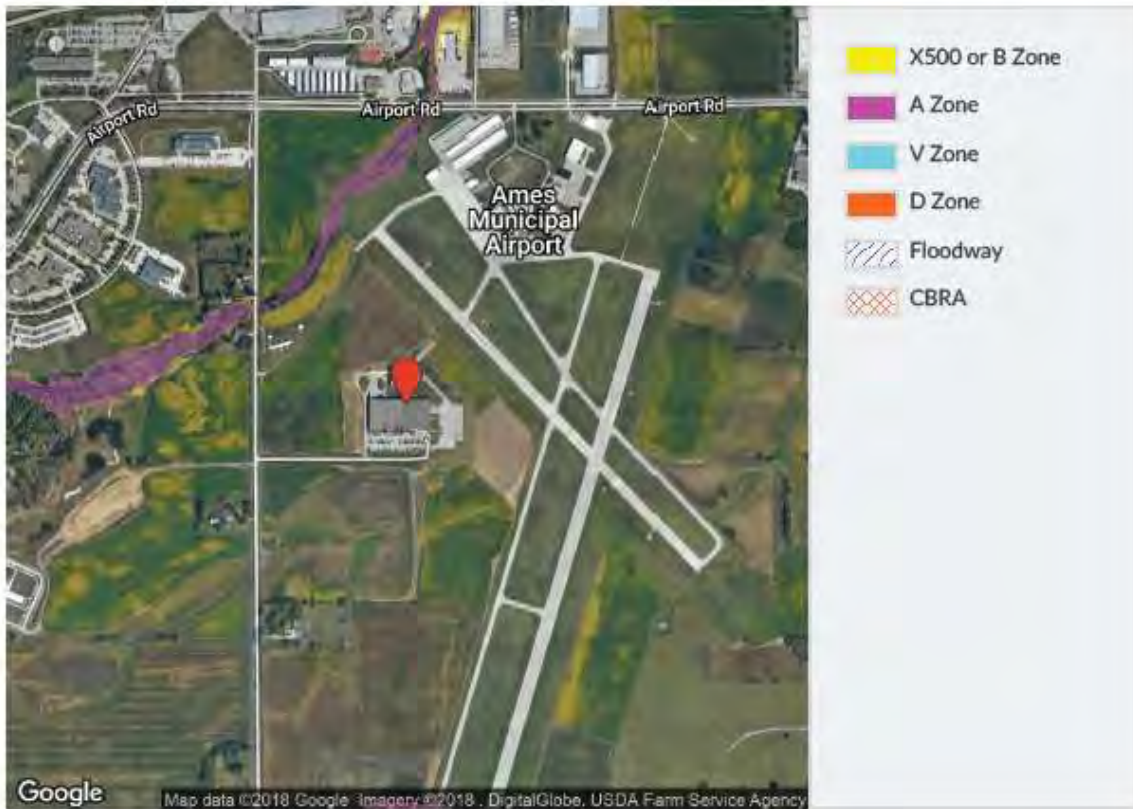 Airport Rd
Airport Rd
Airport Rd
Ames
Municipal
Airport
Google
Map data ©2018 Google Imagery ©2018 , DigitalGlobe, USDA Farm Service Agency
X500 or B Zone
A Zone
V Zone
D Zone
Floodway
CBRA